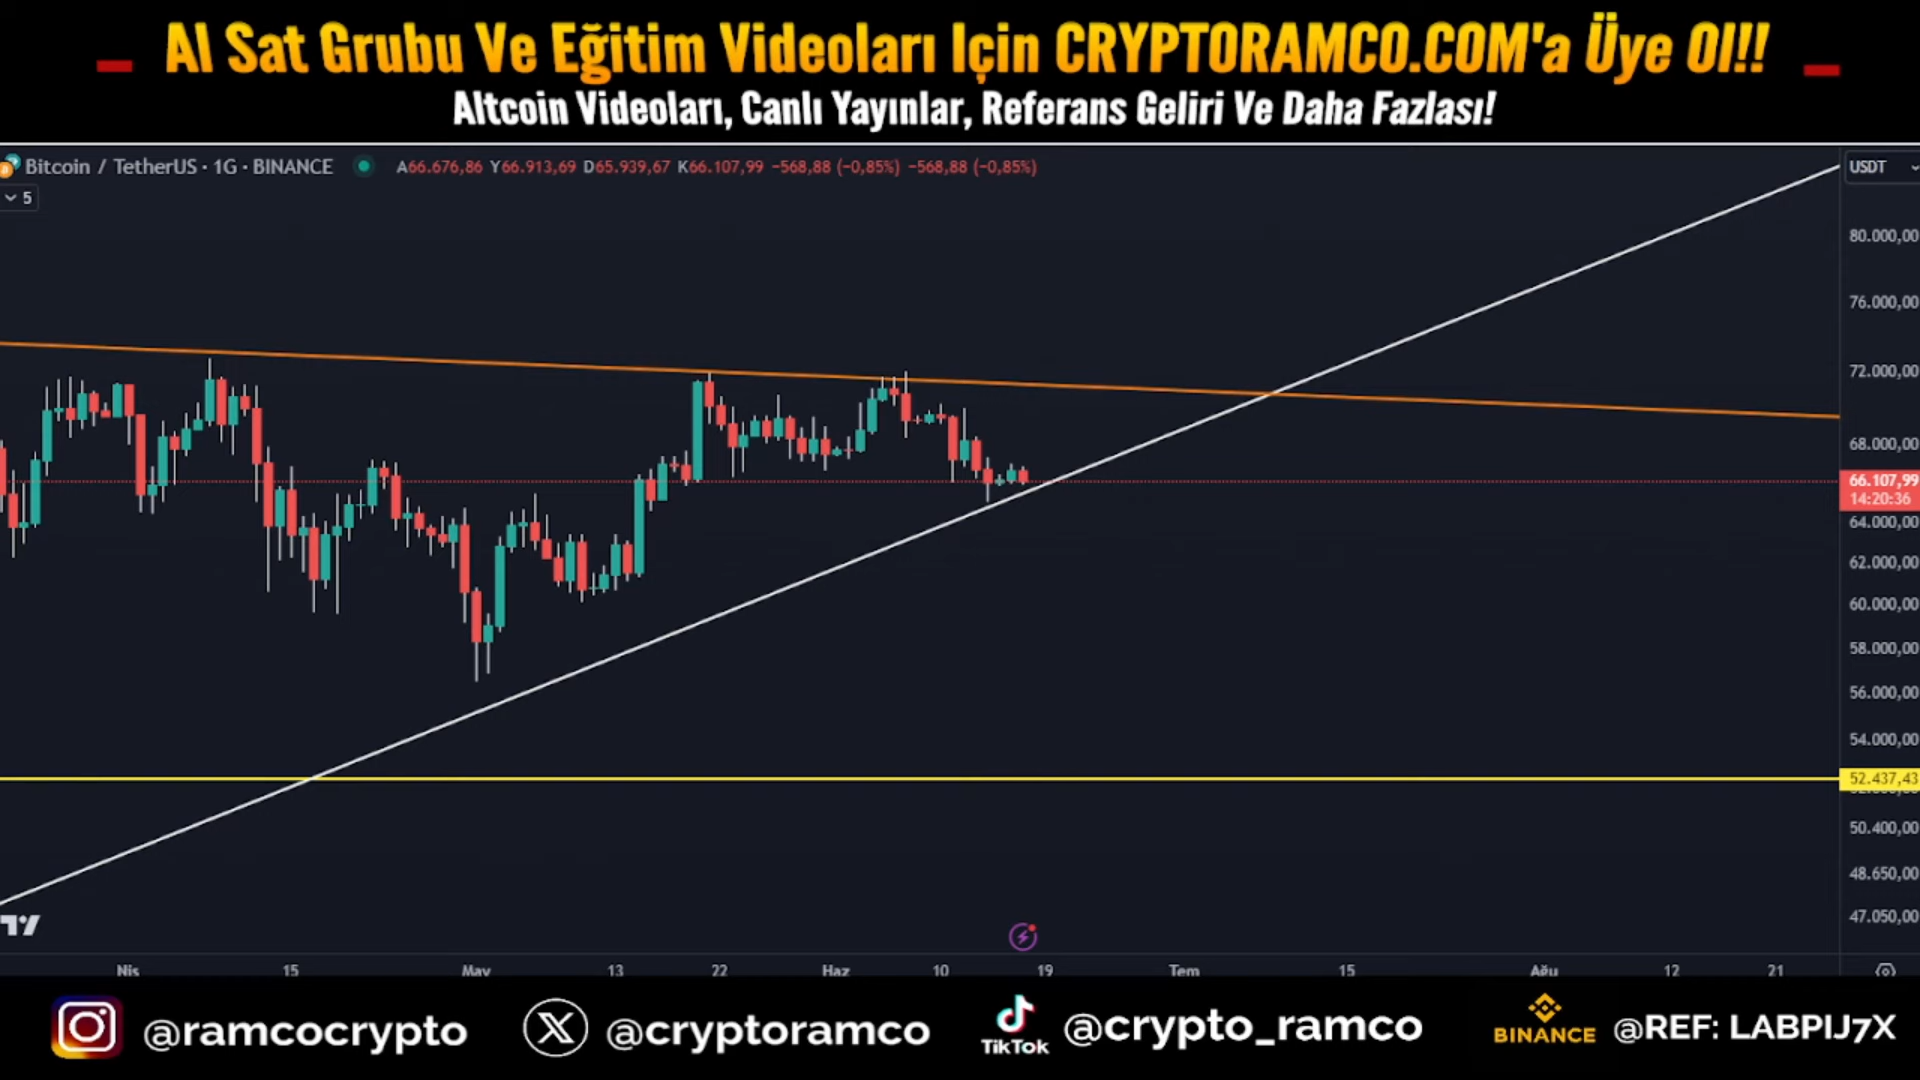 Al Sat Grubu Ve Eğitim Videoları Için CRYPTORAMCO.COM'a Üye Ol!!
Altcoin Videoları, Canlı Yayınlar, Referans Geliri Ve Daha Fazlası!
Bitcoin / TetherUS · 1G · BINANCE A66.676,86 Y66.913,69 D65.939,67 K66.107,99 −568,88 (−0,85%) −568,88 (−0,85%)
USDT
5
80.000,00
76.000,00
72.000,00
68.000,00
66.107,99
14:20:36
64.000,00
62.000,00
60.000,00
58.000,00
56.000,00
54.000,00
52.437,43
50.400,00
48.650,00
47.050,00
Nis 15 May 13 22 Haz 10 19 Tem 15 Ağu 12 21
@ramcocrypto
@cryptoramco
TikTok
@crypto_ramco
BINANCE
@REF: LABPIJ7X